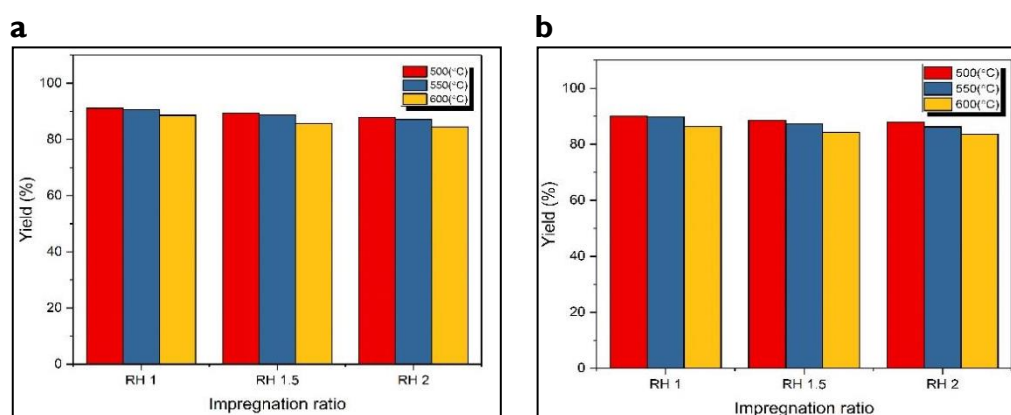 a
100
80
60
40
20
0
Yield (%)
500(°C)
550(°C)
600(°C)
RH 1 RH 1.5 RH 2
Impregnation ratio
b
100
80
60
40
20
0
Yield (%)
500(°C)
550(°C)
600(°C)
RH 1 RH 1.5 RH 2
Impregnation ratio